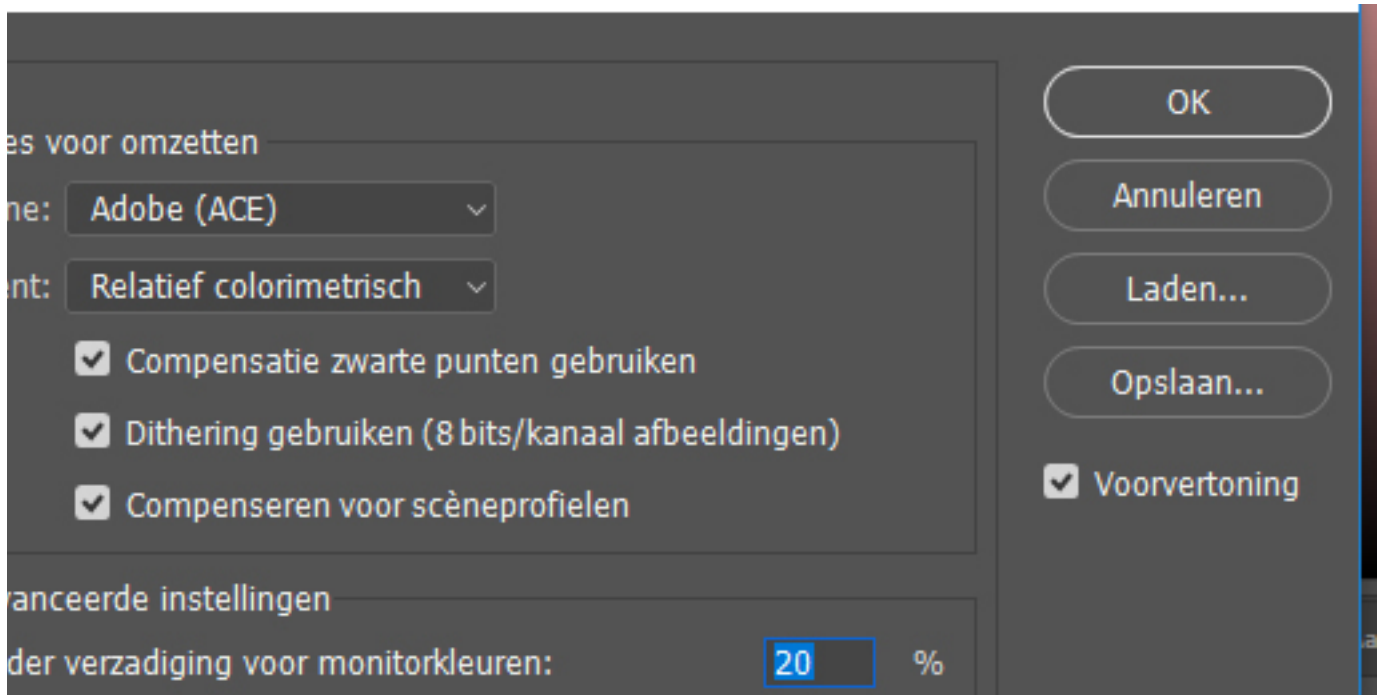 OK
es voor omzetten
ne: Adobe (ACE)
Annuleren
ent: Relatief colorimetrisch
Laden...
Compensatie zwarte punten gebruiken
Opslaan...
Dithering gebruiken (8 bits/kanaal afbeeldingen)
Voorvertoning
Compenseren voor scèneprofielen
vanceerde instellingen
der verzadiging voor monitorkleuren: 20 %